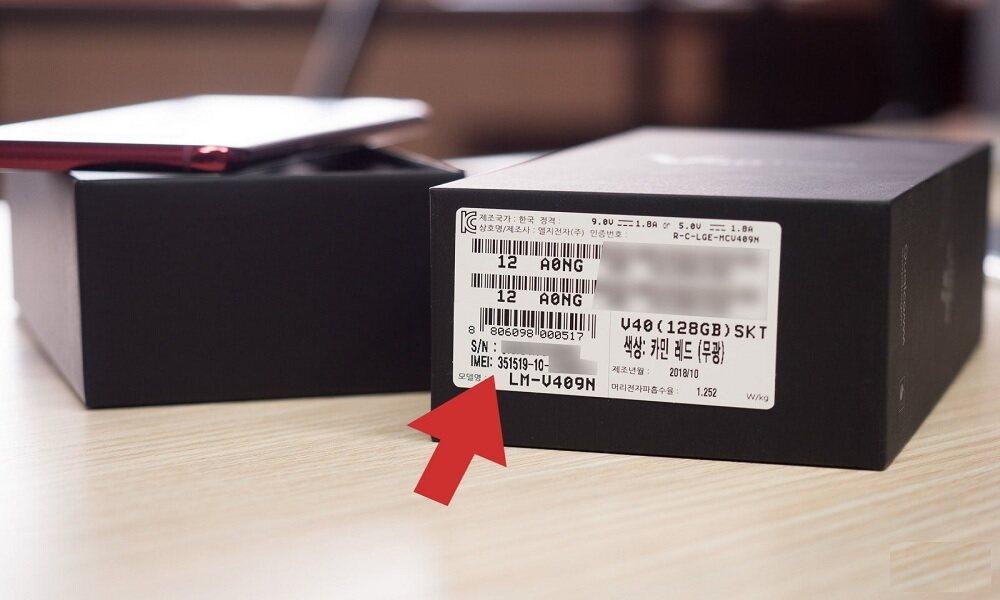 제조국가 : 한국 정격 : 9.0V ⎓ 1.8A or 5.0V ⎓ 1.8A
상호명/제조사 : 엘지전자(주) 인증번호 : R-C-LGE-MCV409N
12 A0NG
12 A0NG
8 806098 000517
V40(128GB)SKT
S/N :
색상: 카민 레드 (무광)
IMEI: 351519-10-
제조년월 : 2018/10
모델명 : LM-V409N
머리전자파흡수율 : 1.252 W/kg